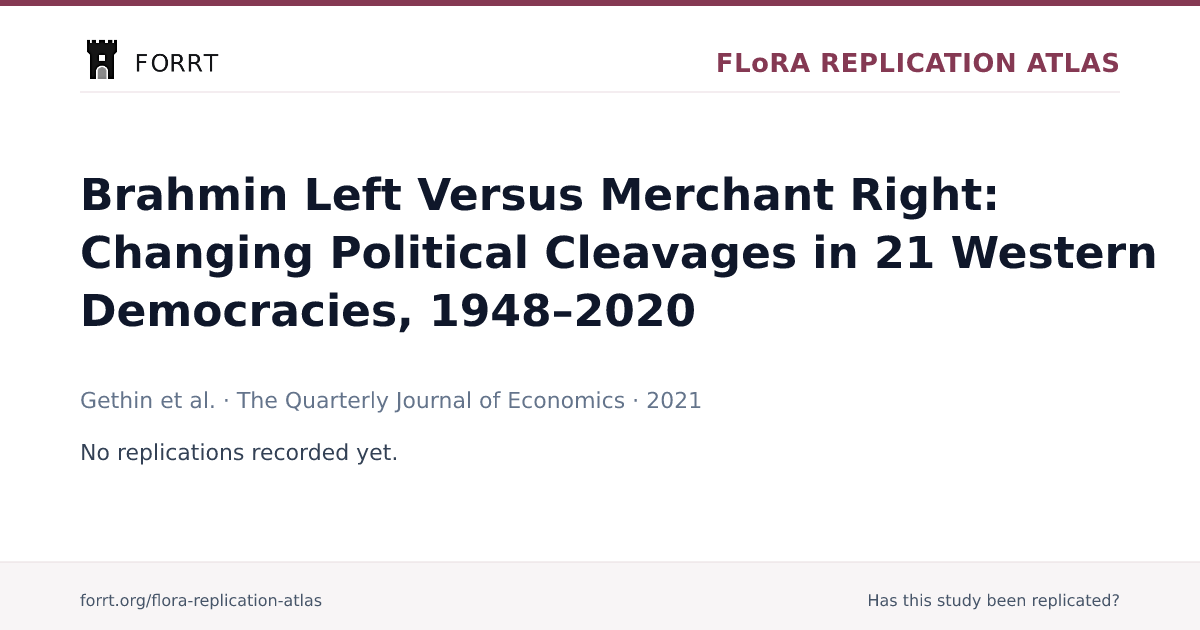 FORRT
FLoRA REPLICATION ATLAS
Brahmin Left Versus Merchant Right:
Changing Political Cleavages in 21 Western
Democracies, 1948–2020
Gethin et al. · The Quarterly Journal of Economics · 2021
No replications recorded yet.
forrt.org/flora-replication-atlas
Has this study been replicated?